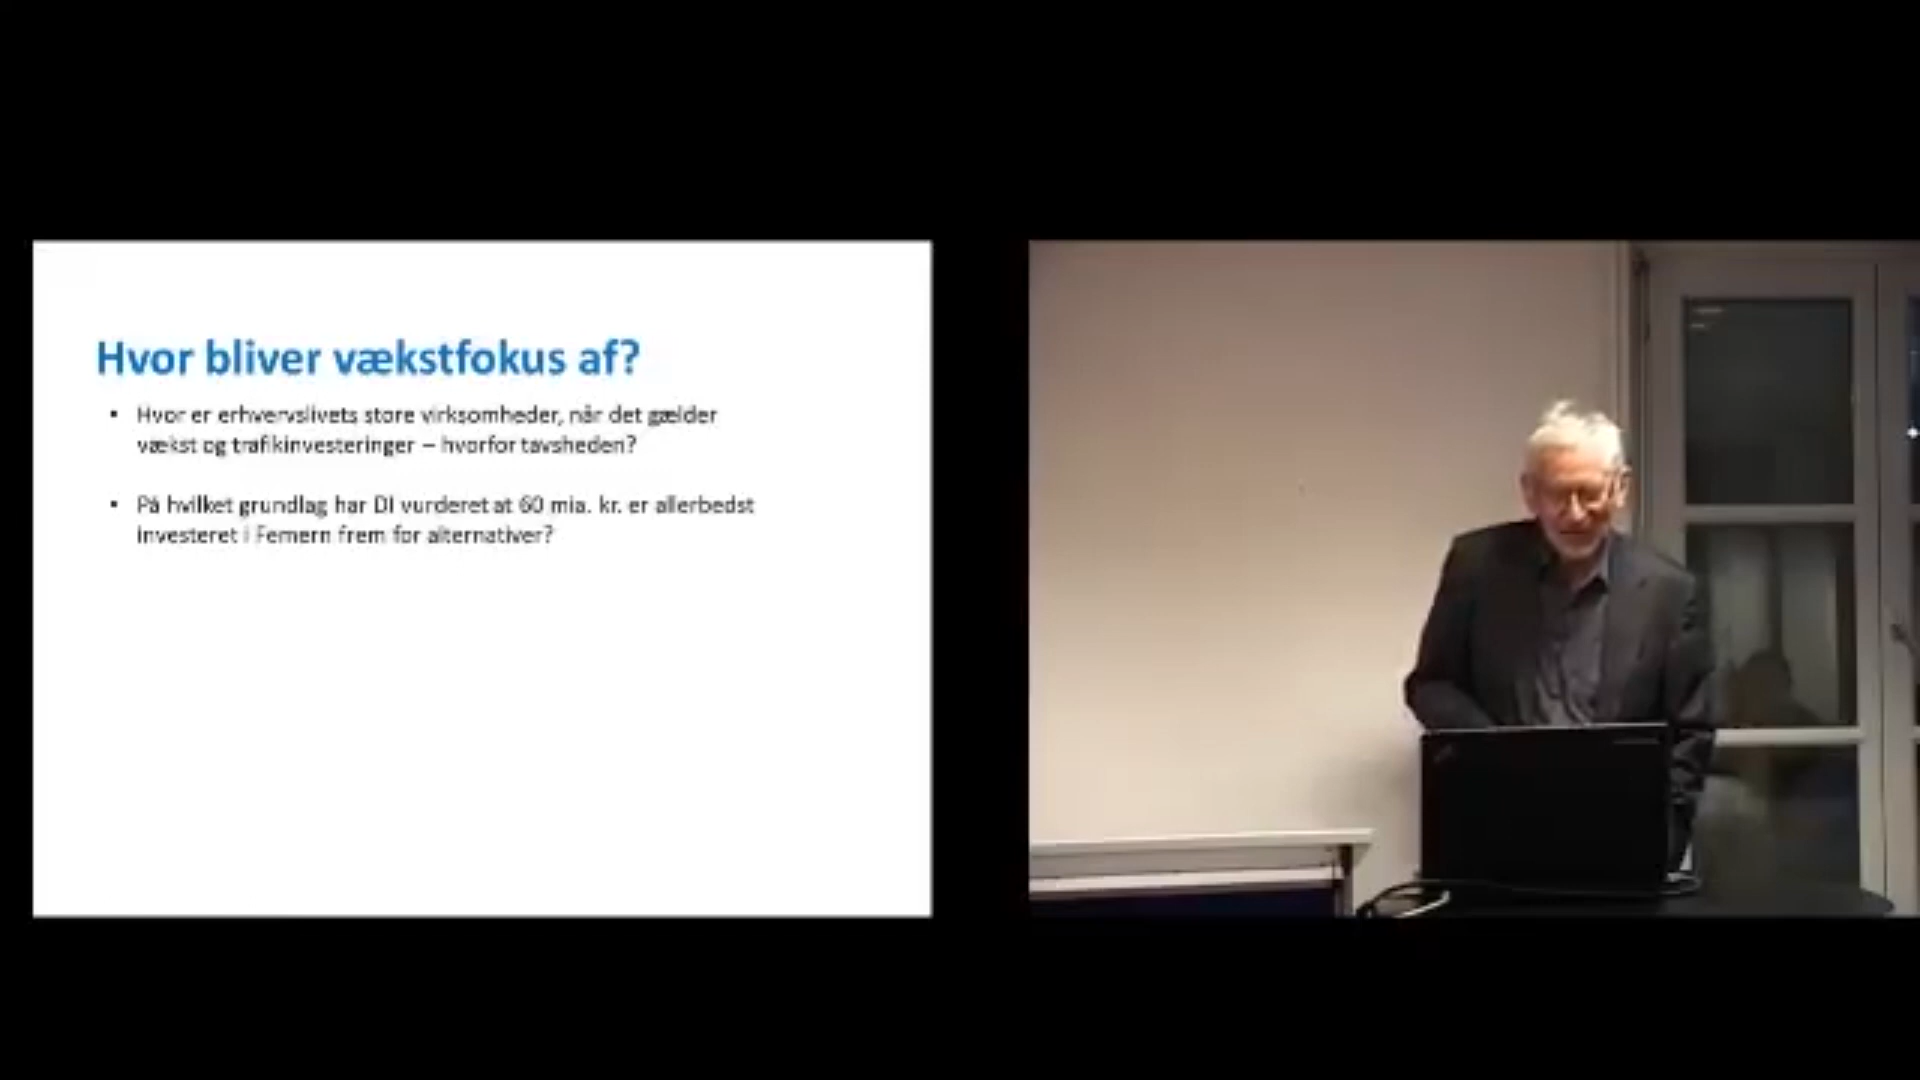 Hvor bliver vækstfokus af?
• Hvor er erhvervslivets store virksomheder, når det gælder
vækst og trafikinvesteringer – hvorfor tavsheden?
• På hvilket grundlag har DI vurderet at 60 mia. kr. er allerbedst
investeret i Femern frem for alternativer?